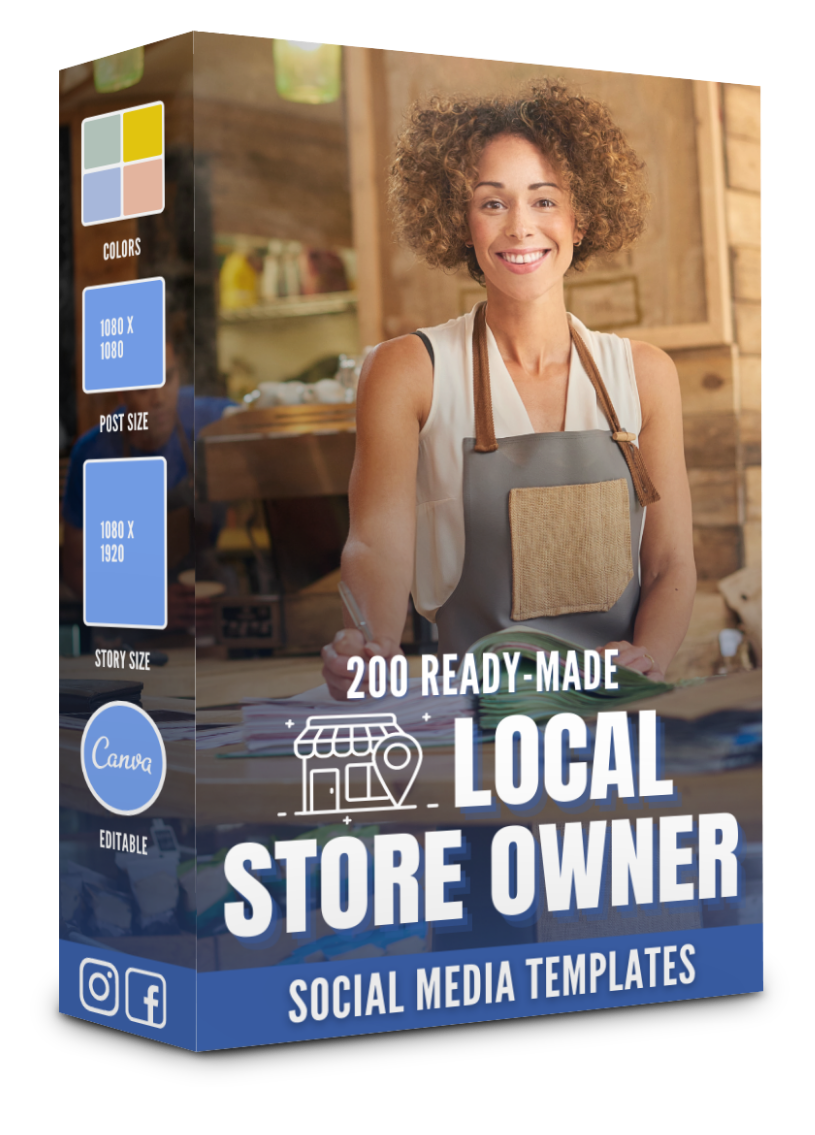 COLORS
1080 X
1080
POST SIZE
1080 X
1920
STORY SIZE
Canva
EDITABLE
200 READY-MADE
LOCAL
STORE OWNER
SOCIAL MEDIA TEMPLATES